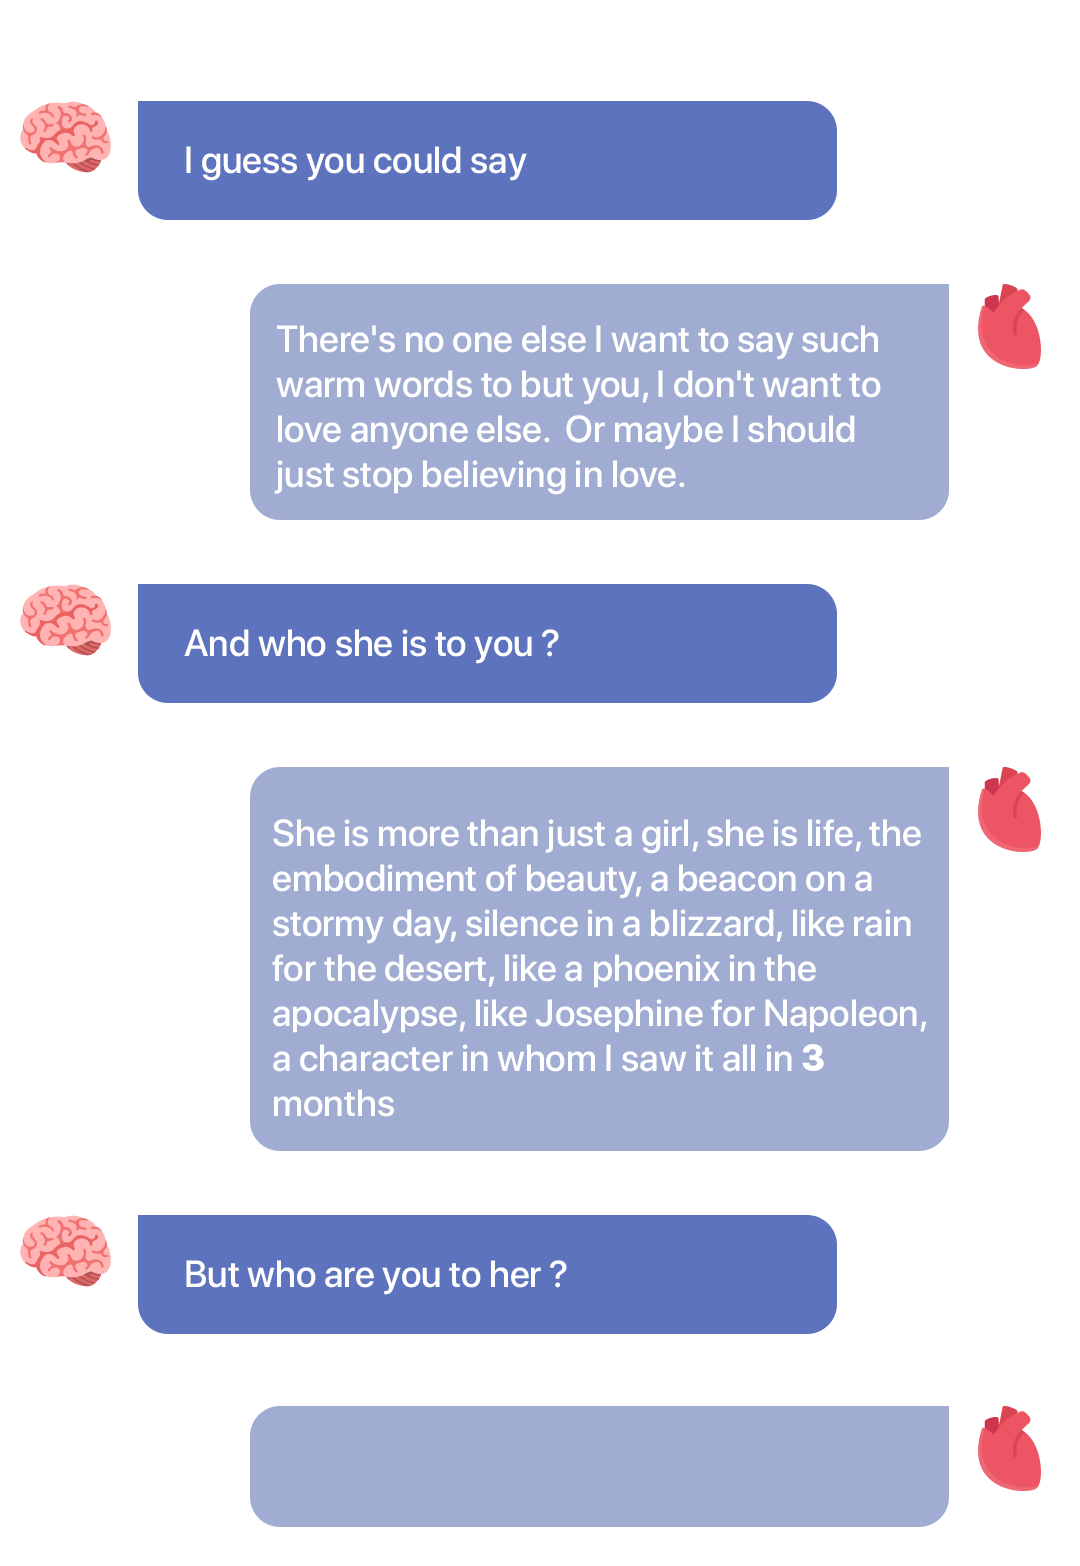 I guess you could say
There's no one else I want to say such
warm words to but you, I don't want to
love anyone else.  Or maybe I should
just stop believing in love.
And who she is to you ?
She is more than just a girl, she is life, the
embodiment of beauty, a beacon on a
stormy day, silence in a blizzard, like rain
for the desert, like a phoenix in the
apocalypse, like Josephine for Napoleon,
a character in whom I saw it all in 3
months
But who are you to her ?